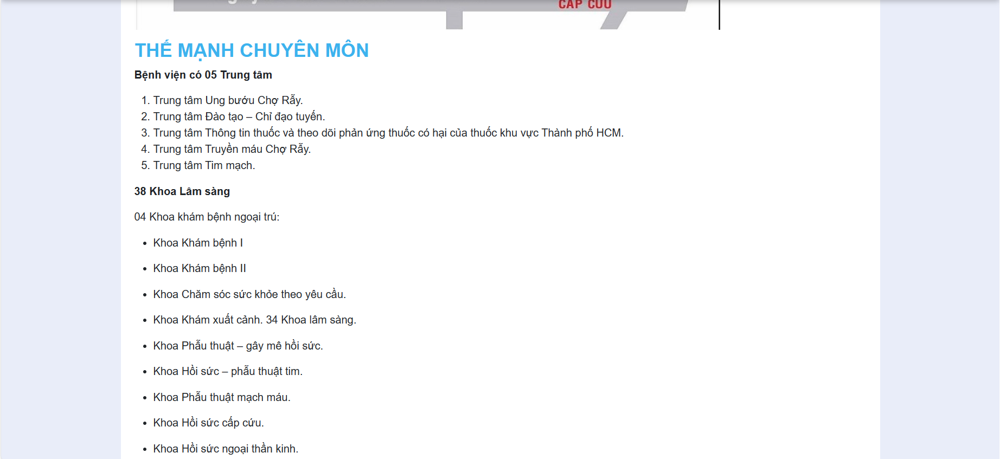 CẤP CỨU
THẾ MẠNH CHUYÊN MÔN
Bệnh viện có 05 Trung tâm
1. Trung tâm Ung bướu Chợ Rẫy.
2. Trung tâm Đào tạo – Chỉ đạo tuyến.
3. Trung tâm Thông tin thuốc và theo dõi phản ứng thuốc có hại của thuốc khu vực Thành phố HCM.
4. Trung tâm Truyền máu Chợ Rẫy.
5. Trung tâm Tim mạch.
38 Khoa Lâm sàng
04 Khoa khám bệnh ngoại trú:
• Khoa Khám bệnh I
• Khoa Khám bệnh II
• Khoa Chăm sóc sức khỏe theo yêu cầu.
• Khoa Khám xuất cảnh. 34 Khoa lâm sàng.
• Khoa Phẫu thuật – gây mê hồi sức.
• Khoa Hồi sức – phẫu thuật tim.
• Khoa Phẫu thuật mạch máu.
• Khoa Hồi sức cấp cứu.
• Khoa Hồi sức ngoại thần kinh.